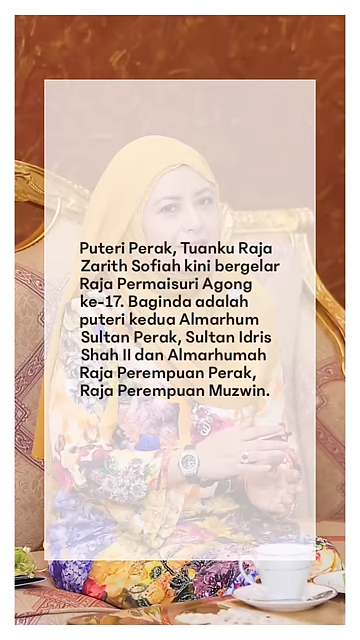 Puteri Perak, Tuanku Raja
Zarith Sofiah kini bergelar
Raja Permaisuri Agong
ke-17. Baginda adalah
puteri kedua Almarhum
Sultan Perak, Sultan Idris
Shah II dan Almarhumah
Raja Perempuan Perak,
Raja Perempuan Muzwin.